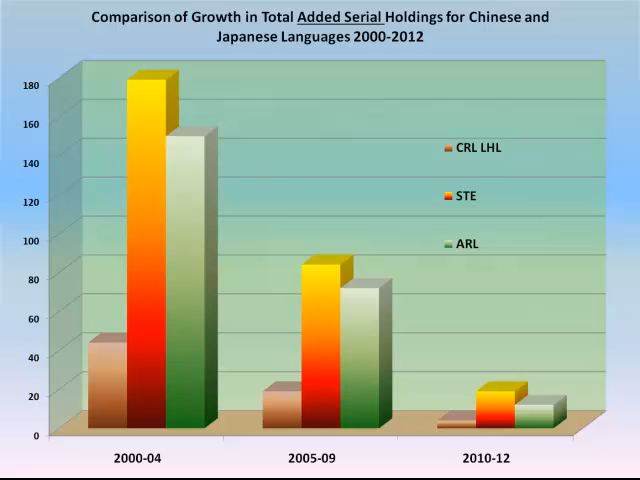 Comparison of Growth in Total Added Serial Holdings for Chinese and
Japanese Languages 2000-2012
180
160
140
120
100
80
60
40
20
0
CRL LHL
STE
ARL
2000-04
2005-09
2010-12